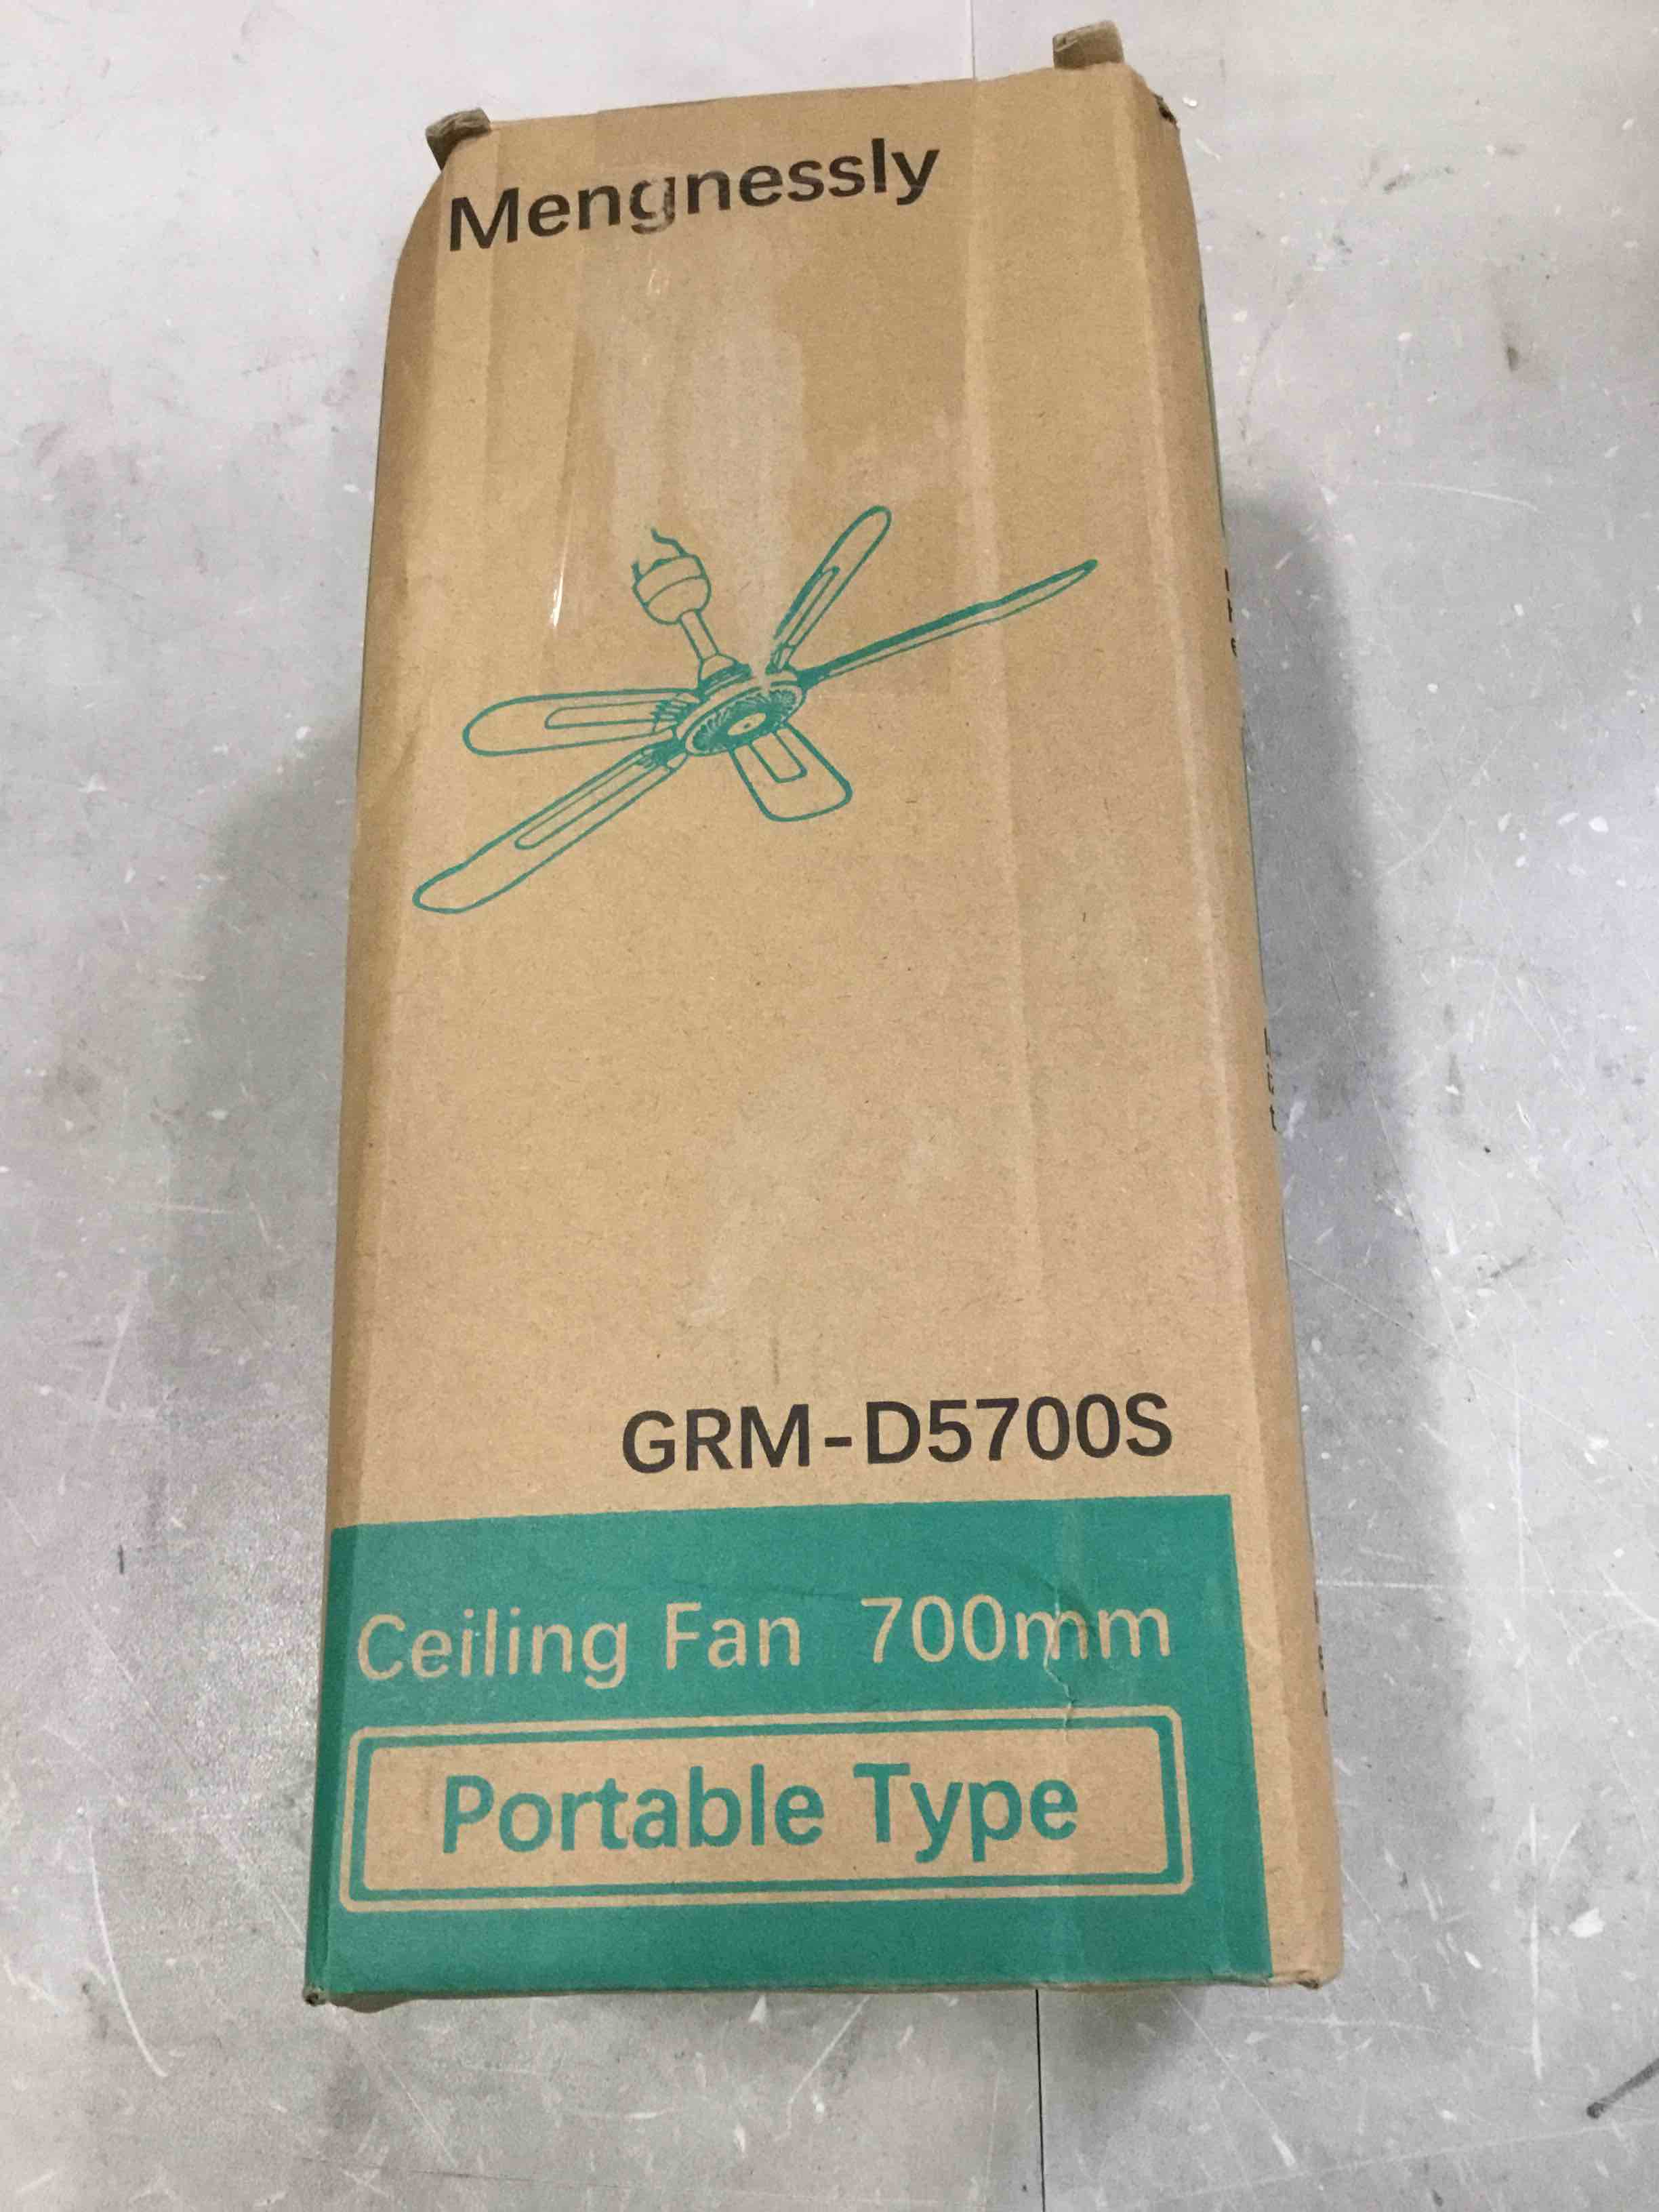 Mengnessly
GRM-D5700S
Ceiling Fan 700mm
Portable Type